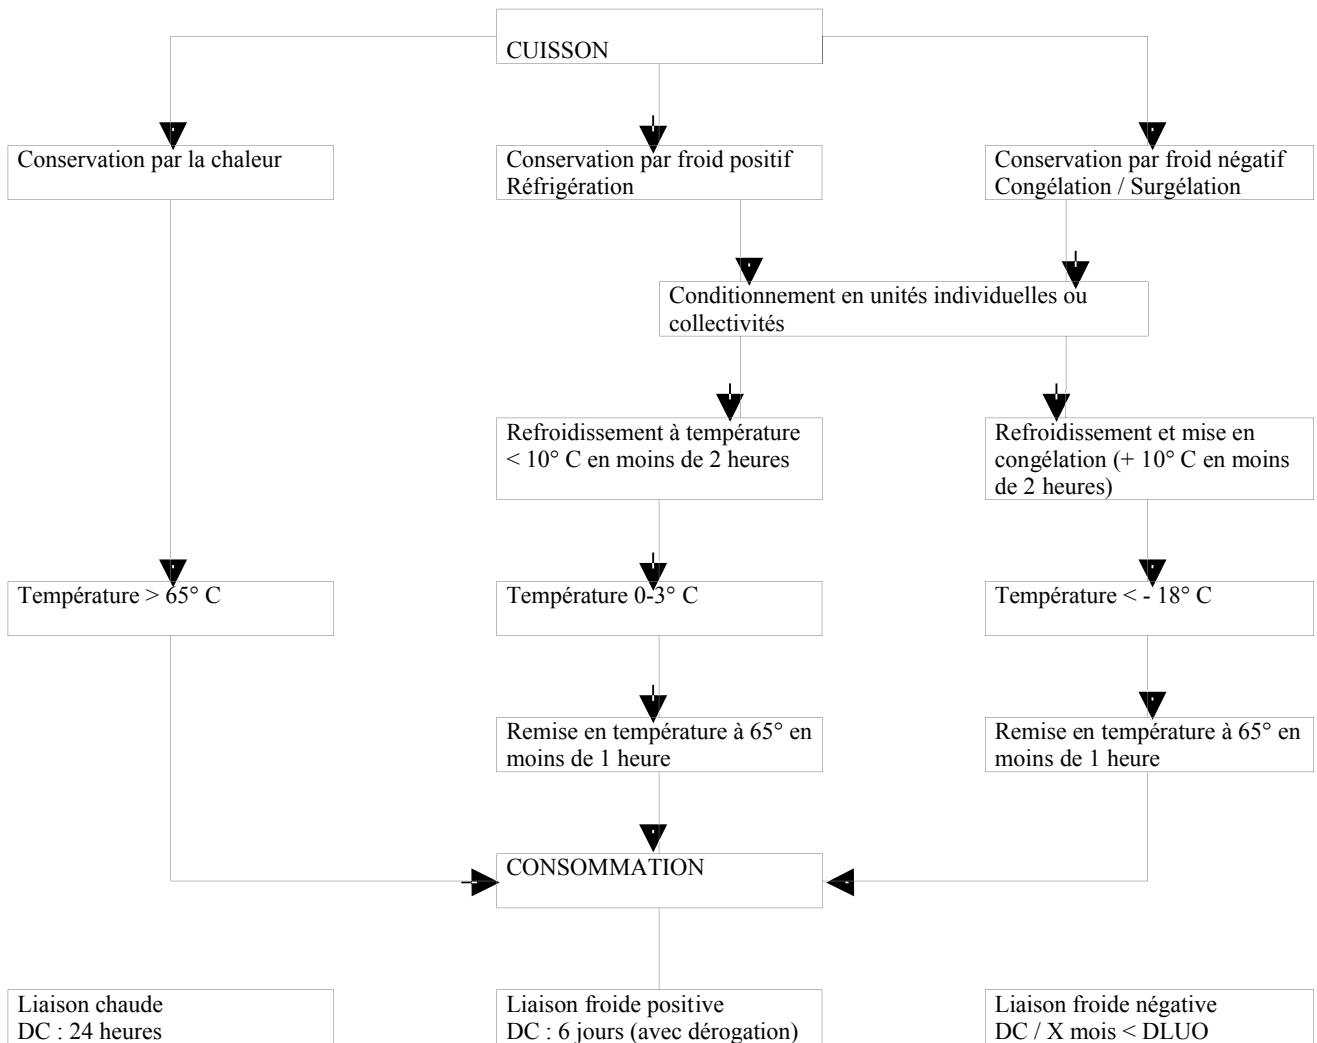 CUISSON
Conservation par la chaleur
Conservation par froid positif
Réfrigération
Conservation par froid négatif
Congélation / Surgélation
Conditionnement en unités individuelles ou
collectivités
Refroidissement à température
< 10° C en moins de 2 heures
Refroidissement et mise en
congélation (+ 10° C en moins
de 2 heures)
Température > 65° C
Température 0-3° C
Température < - 18° C
Remise en température à 65° en
moins de 1 heure
Remise en température à 65° en
moins de 1 heure
CONSOMMATION
Liaison chaude
DC : 24 heures
Liaison froide positive
DC : 6 jours (avec dérogation)
Liaison froide négative
DC / X mois < DLUO